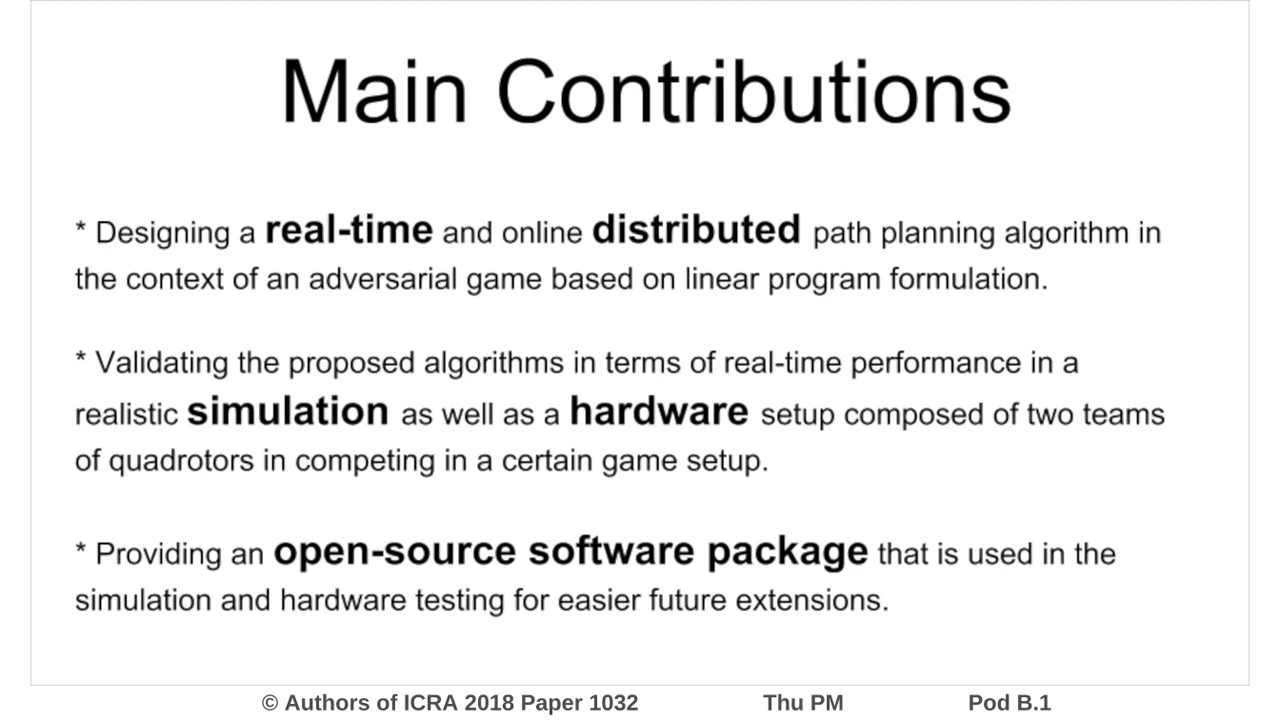 Main Contributions
* Designing a real-time and online distributed path planning algorithm in
the context of an adversarial game based on linear program formulation.
* Validating the proposed algorithms in terms of real-time performance in a
realistic simulation as well as a hardware setup composed of two teams
of quadrotors in competing in a certain game setup.
* Providing an open-source software package that is used in the
simulation and hardware testing for easier future extensions.
© Authors of ICRA 2018 Paper 1032 Thu PM Pod B.1